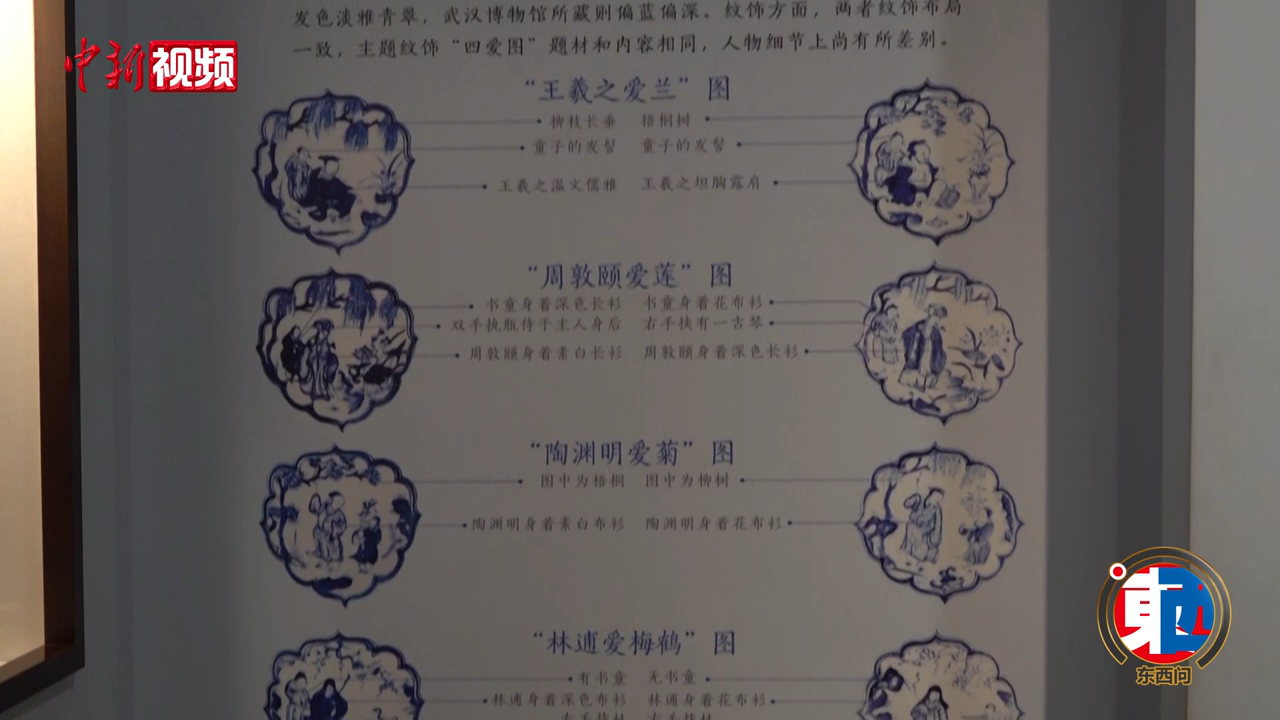 发色淡雅青翠，武汉博物馆所藏则偏蓝偏深。纹饰方面，两者纹饰布局
一致，主题纹饰“四爱图”题材和内容相同，人物细节上尚有所差别。
中新视频
“王羲之爱兰”图
柳枝长垂 梧桐树
童子的发髻 童子的发髻
王羲之温文儒雅 王羲之坦胸露肩
“周敦颐爱莲”图
书童身着深色长衫 书童身着花布衫
双手执瓶侍于主人身后 右手挟有一古琴
周敦颐身着素白长衫 周敦颐身着深色长衫
“陶渊明爱菊”图
图中为梧桐 图中为柳树
陶渊明身着素白布衫 陶渊明身着花布衫
“林逋爱梅鹤”图
有书童 无书童
林逋身着深色布衫 林逋身着花布衫
东西问